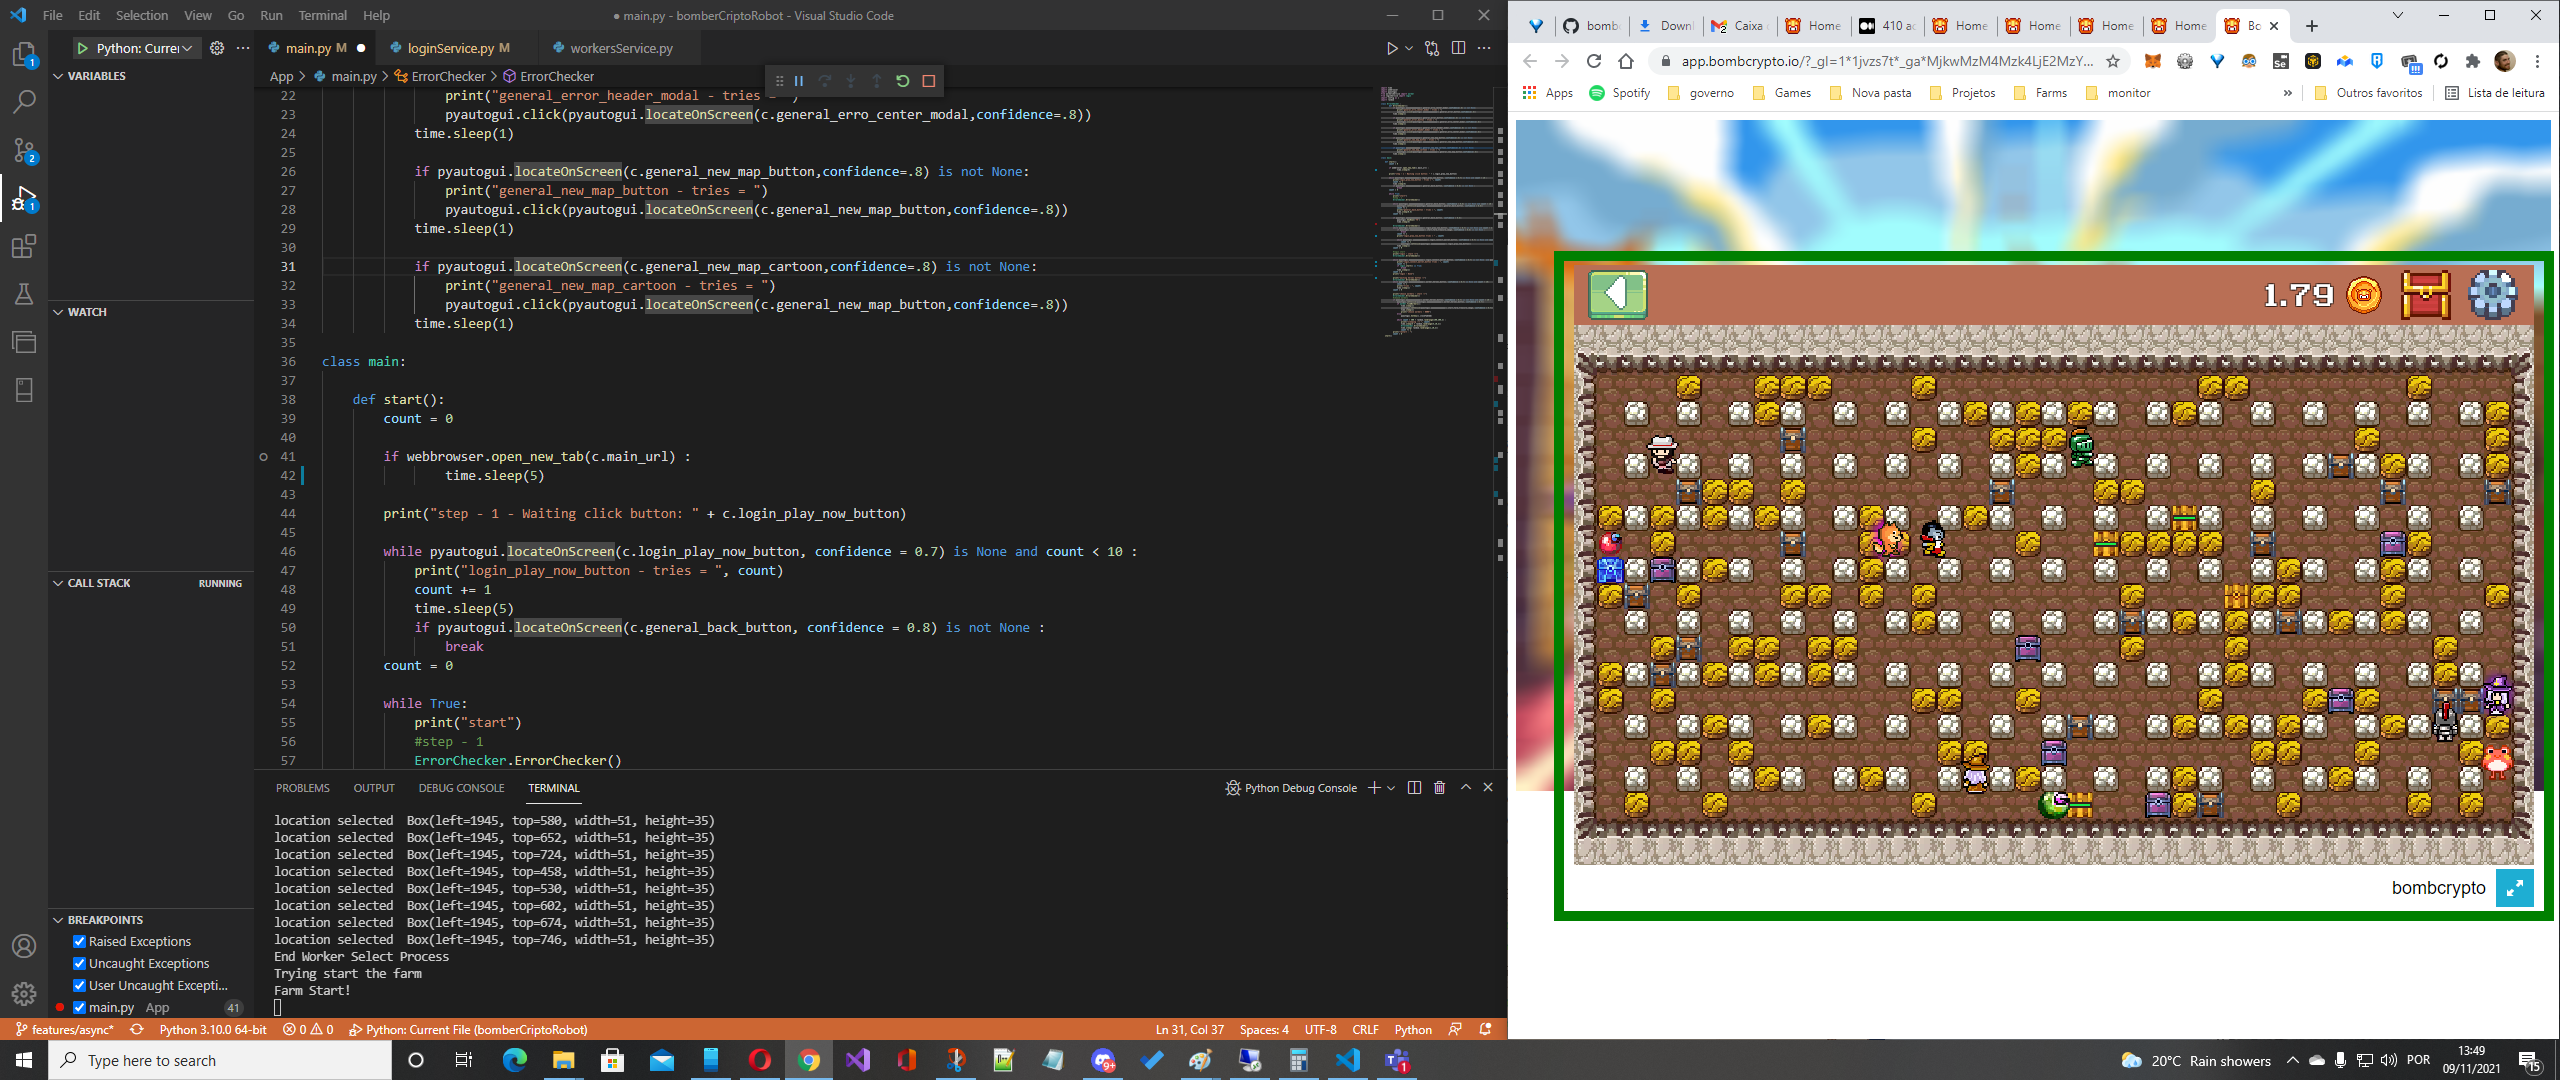 File Edit Selection View Go Run Terminal Help
● main.py - bomberCriptoRobot - Visual Studio Code
Python: Currer
main.py M ●
loginService.py M
workersService.py
App > main.py > ErrorChecker > ErrorChecker
VARIABLES
WATCH
CALL STACK RUNNING
BREAKPOINTS
Raised Exceptions
Uncaught Exceptions
User Uncaught Excepti...
main.py App 41
22 print("general_error_header_modal - tries = ")
23 pyautogui.click(pyautogui.locateOnScreen(c.general_erro_center_modal,confidence=.8))
24 time.sleep(1)
25
26 if pyautogui.locateOnScreen(c.general_new_map_button,confidence=.8) is not None:
27 print("general_new_map_button - tries = ")
28 pyautogui.click(pyautogui.locateOnScreen(c.general_new_map_button,confidence=.8))
29 time.sleep(1)
30
31 if pyautogui.locateOnScreen(c.general_new_map_cartoon,confidence=.8) is not None:
32 print("general_new_map_cartoon - tries = ")
33 pyautogui.click(pyautogui.locateOnScreen(c.general_new_map_button,confidence=.8))
34 time.sleep(1)
35
36 class main:
37
38 def start():
39 count = 0
40
41 if webbrowser.open_new_tab(c.main_url) :
42 time.sleep(5)
43
44 print("step - 1 - Waiting click button: " + c.login_play_now_button)
45
46 while pyautogui.locateOnScreen(c.login_play_now_button, confidence = 0.7) is None and count < 10 :
47 print("login_play_now_button - tries = ", count)
48 count += 1
49 time.sleep(5)
50 if pyautogui.locateOnScreen(c.general_back_button, confidence = 0.8) is not None :
51 break
52 count = 0
53
54 while True:
55 print("start")
56 #step - 1
57 ErrorChecker.ErrorChecker()
PROBLEMS OUTPUT DEBUG CONSOLE TERMINAL
Python Debug Console
location selected Box(left=1945, top=580, width=51, height=35)
location selected Box(left=1945, top=652, width=51, height=35)
location selected Box(left=1945, top=724, width=51, height=35)
location selected Box(left=1945, top=458, width=51, height=35)
location selected Box(left=1945, top=530, width=51, height=35)
location selected Box(left=1945, top=602, width=51, height=35)
location selected Box(left=1945, top=674, width=51, height=35)
location selected Box(left=1945, top=746, width=51, height=35)
End Worker Select Process
Trying start the farm
Farm Start!
features/async* Python 3.10.0 64-bit 0 0 Python: Current File (bomberCriptoRobot)
Ln 31, Col 37 Spaces: 4 UTF-8 CRLF Python
bombc Downl Caixa Home 410 ac Home Home Home Home Bo
app.bombcrypto.io/?_gl=1*1jvzs7t*_ga*MjkwMzM4Mzk4LjE2MzY...
Apps Spotify governo Games Nova pasta Projetos Farms monitor » Outros favoritos Lista de leitura
1.79
bombcrypto
Type here to search
20°C Rain showers POR
13:49
09/11/2021
15